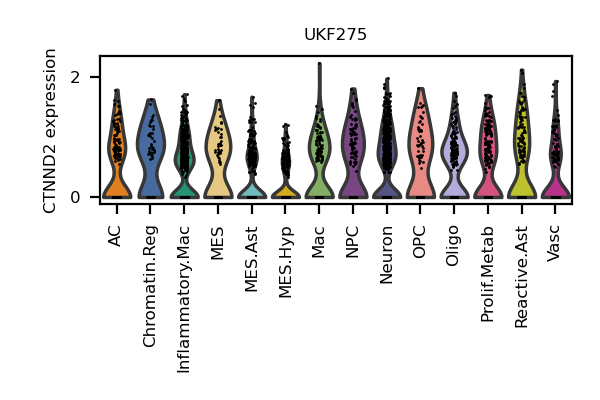 UKF275
CTNND2 expression
2
0
AC
Chromatin.Reg
Inflammatory.Mac
MES
MES.Ast
MES.Hyp
Mac
NPC
Neuron
OPC
Oligo
Prolif.Metab
Reactive.Ast
Vasc